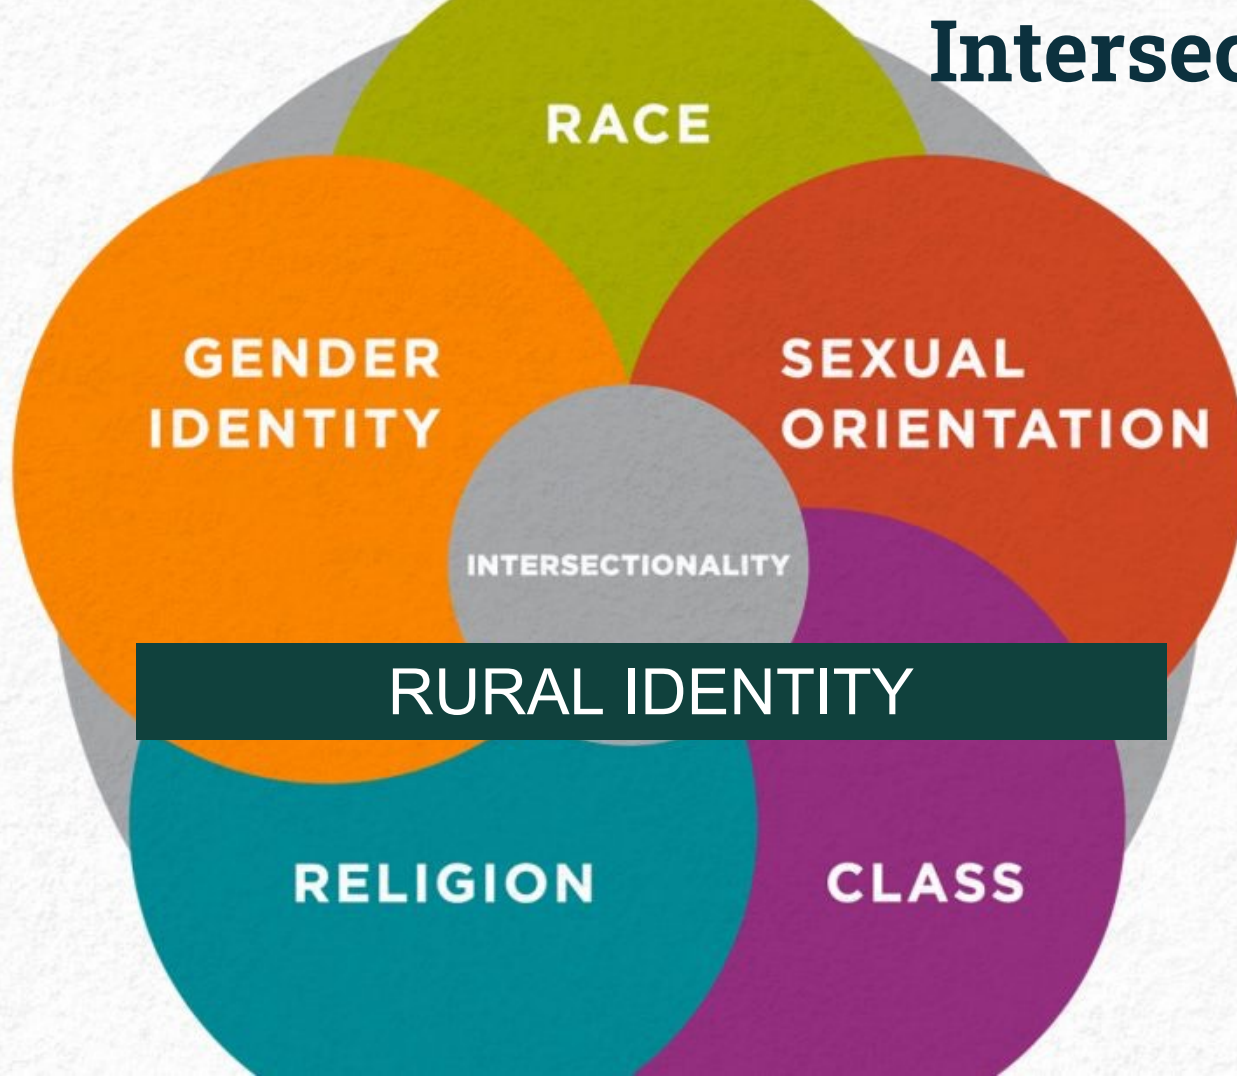 Intersec
RACE
GENDER
IDENTITY
SEXUAL
ORIENTATION
INTERSECTIONALITY
RURAL IDENTITY
RELIGION
CLASS